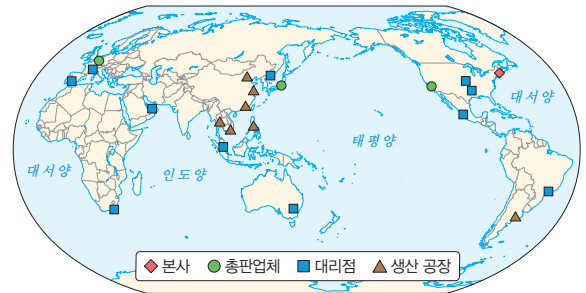 대서양
태평양
대서양
인도양
본사 총판업체 대리점 생산 공장